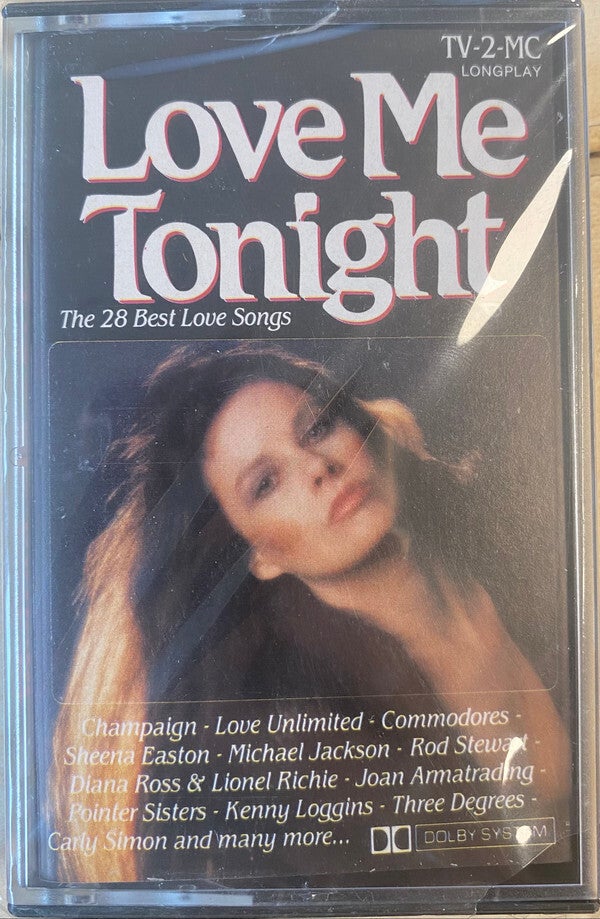 TV-2-MC
LONGPLAY
Love Me
Tonight
The 28 Best Love Songs
Champaign - Love Unlimited - Commodores -
Sheena Easton - Michael Jackson - Rod Stewart -
Diana Ross & Lionel Richie - Joan Armatrading -
Pointer Sisters - Kenny Loggins - Three Degrees -
Carly Simon and many more...
DOLBY SYSTEM